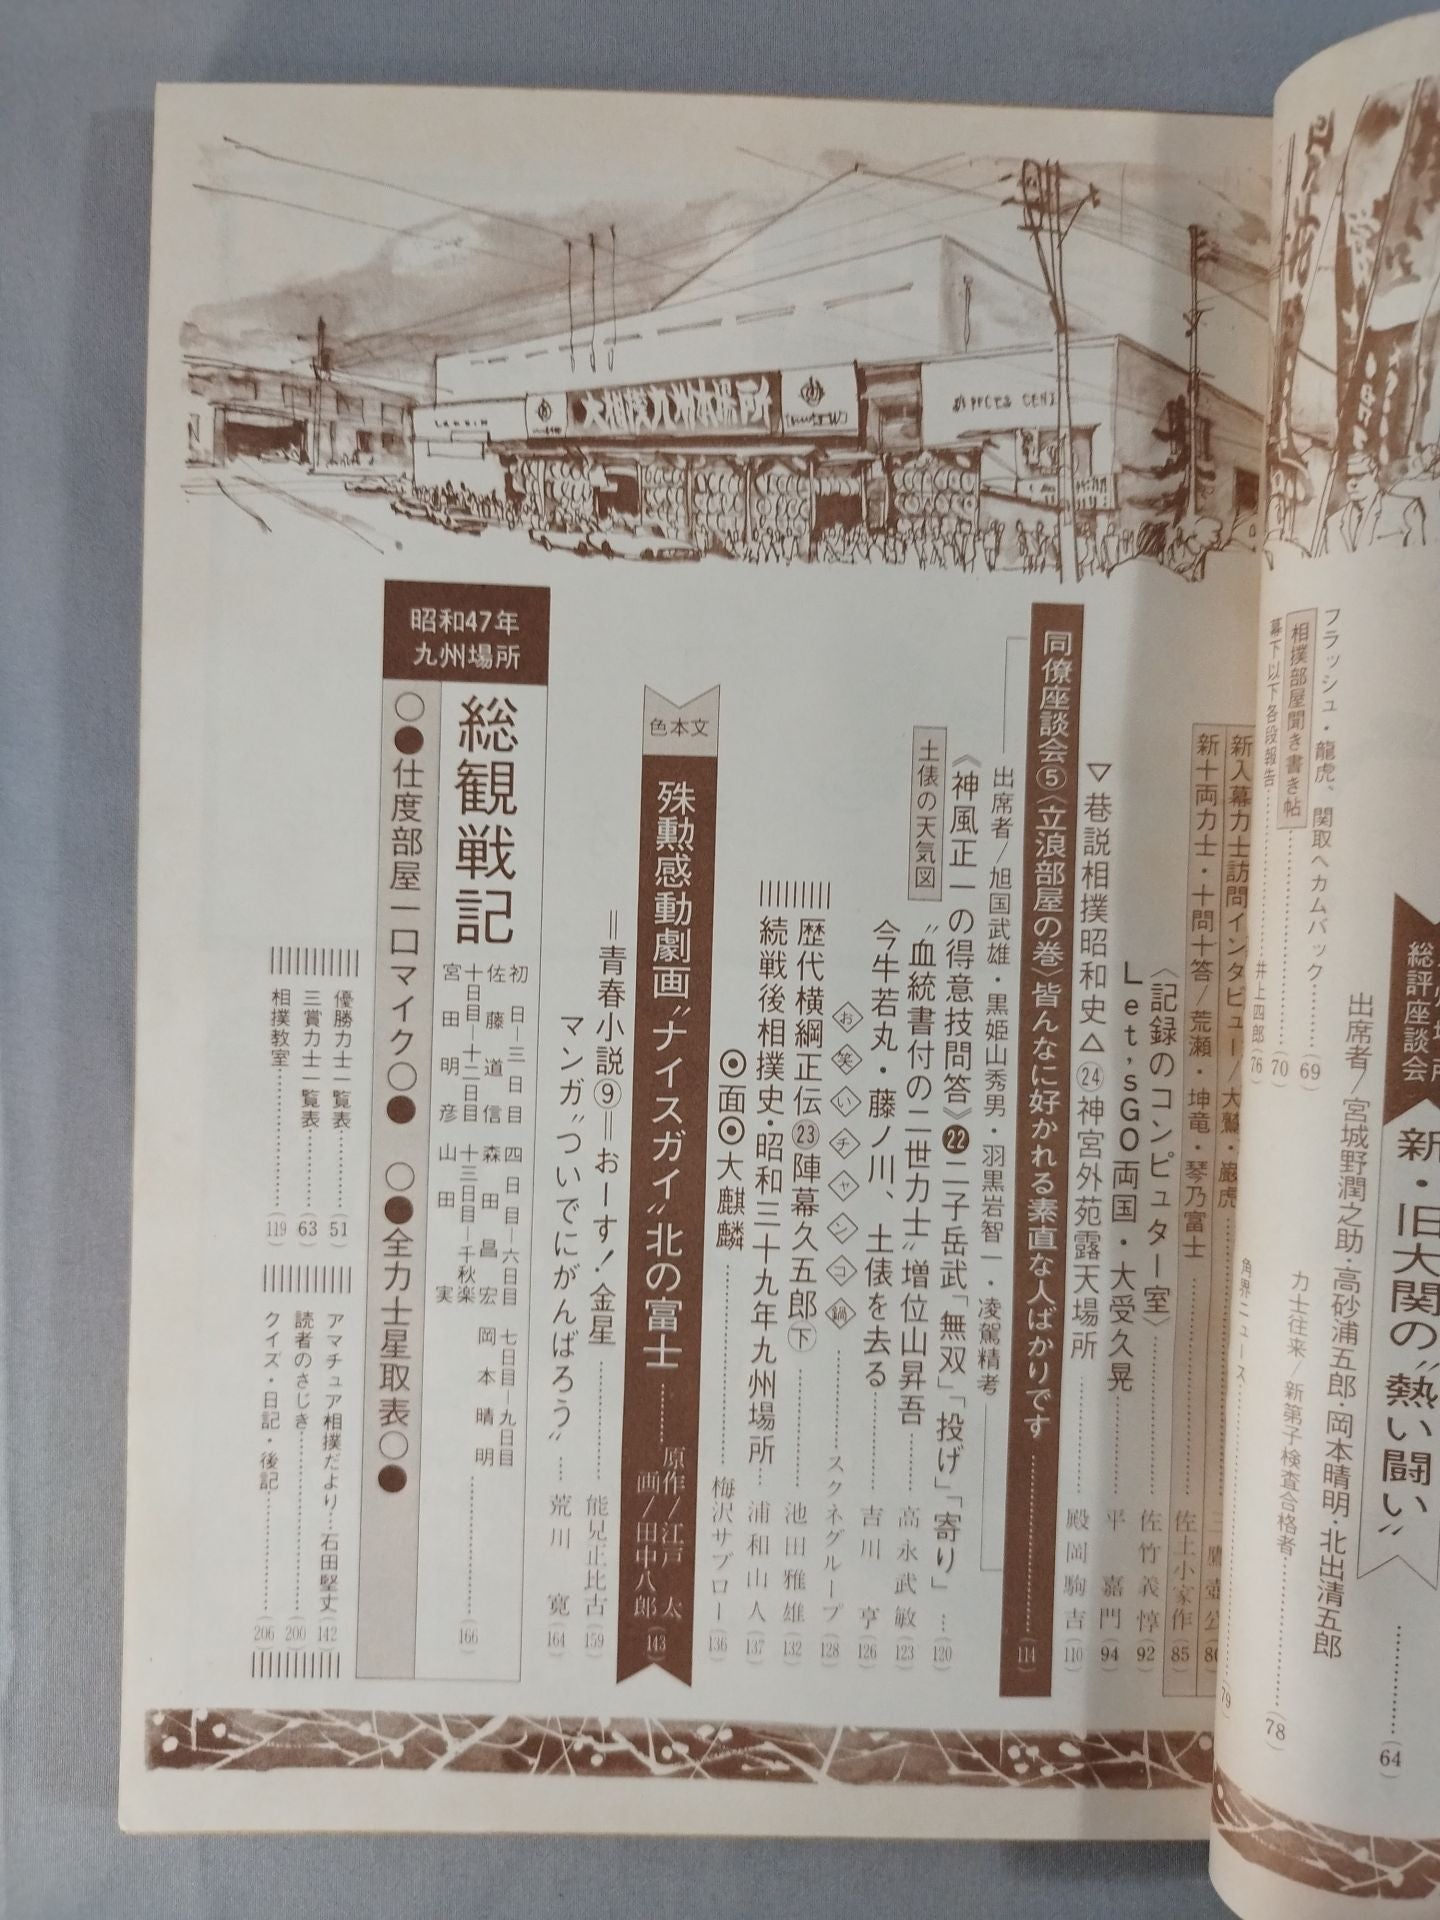 大相撲九州本場所
総評座談会
新・旧大関の〝熱い闘い〟……(64)
出席者/宮城野潤之助・高砂浦五郎・岡本晴明・北出清五郎
力士往来/新弟子検査合格者……(78)
フラッシュ・龍虎、関取へカムバック……(69)
相撲部屋聞き書き帖……(70)
幕下以下各段報告……井上四郎(76)
角界ニュース……(79)
新入幕力士訪問インタビュー/大鷲・巌虎……三鷹壺公(80)
新十両力士・十問十答/荒瀬・坤竜・琴乃富士……佐土小家作(85)
〈記録のコンピュター室〉……佐竹義惇(92)
Let,sGO両国・大受久晃……平嘉門(94)
▽巷説相撲昭和史△㉔神宮外苑露天場所……殿岡駒吉(110)
同僚座談会⑤〈立浪部屋の巻〉皆んなに好かれる素直な人ばかりです……(114)
出席者/旭国武雄・黒姫山秀男・羽黒岩智一・凌駕精考
《神風正一の得意技問答》㉒二子岳武「無双」「投げ」「寄り」…(120)
土俵の天気図
〝血統書付の二世力士〟増位山昇吾……高永武敏(123)
今牛若丸・藤ノ川、土俵を去る……吉川亨(126)
お笑いチャンコ鍋……スクネグループ(128)
歴代横綱正伝㉓陣幕久五郎㊦……池田雅雄(132)
続戦後相撲史・昭和三十九年九州場所……浦和山人(137)
◉面◉大麒麟……梅沢サブロー(136)
色本文
殊勲感動劇画〝ナイスガイ〟北の富士……原作/江戸太 画/田中八郎(143)
=青春小説⑨=おーす!金星……能見正比古(159)
マンガ〝ついでにがんばろう〟…荒川寛(164)
昭和47年
九州場所
総観戦記
初日―三日目 佐藤道信
四日目―六日目 森田昌宏
七日目―九日目 岡本晴明
十日目―十二日目 宮田明彦
十三日目―千秋楽 山田実
……(166)
○●仕度部屋一口マイク○● ○●全力士星取表○●
優勝力士一覧表……(51)
三賞力士一覧表……(63)
相撲教室……(119)
アマチュア相撲だより…石田堅丈(142)
読者のさじき……(200)
クイズ・日記・後記……(206)